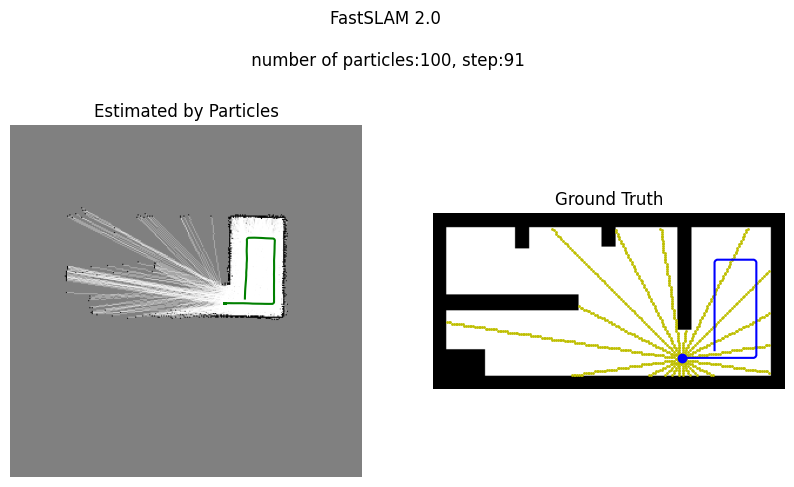 FastSLAM 2.0
number of particles:100, step:91
Estimated by Particles
Ground Truth